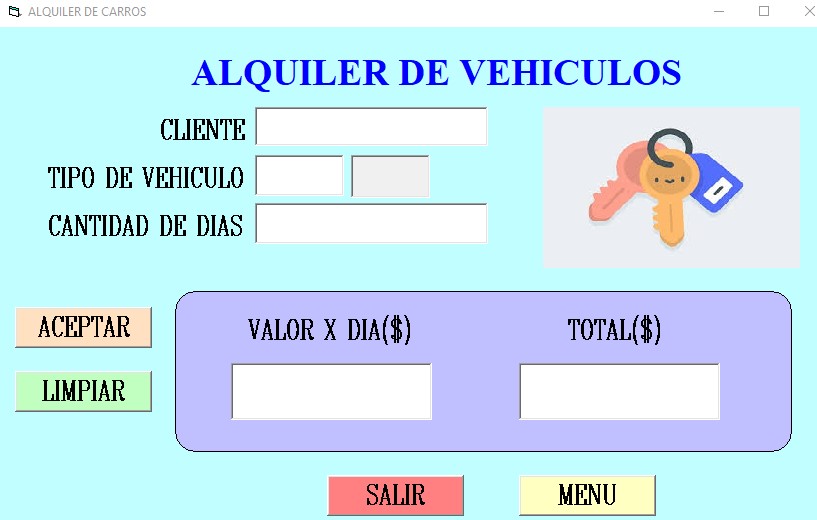 ALQUILER DE CARROS
ALQUILER DE VEHICULOS
CLIENTE
TIPO DE VEHICULO
CANTIDAD DE DIAS
ACEPTAR
VALOR X DIA($)
TOTAL($)
LIMPIAR
SALIR
MENU